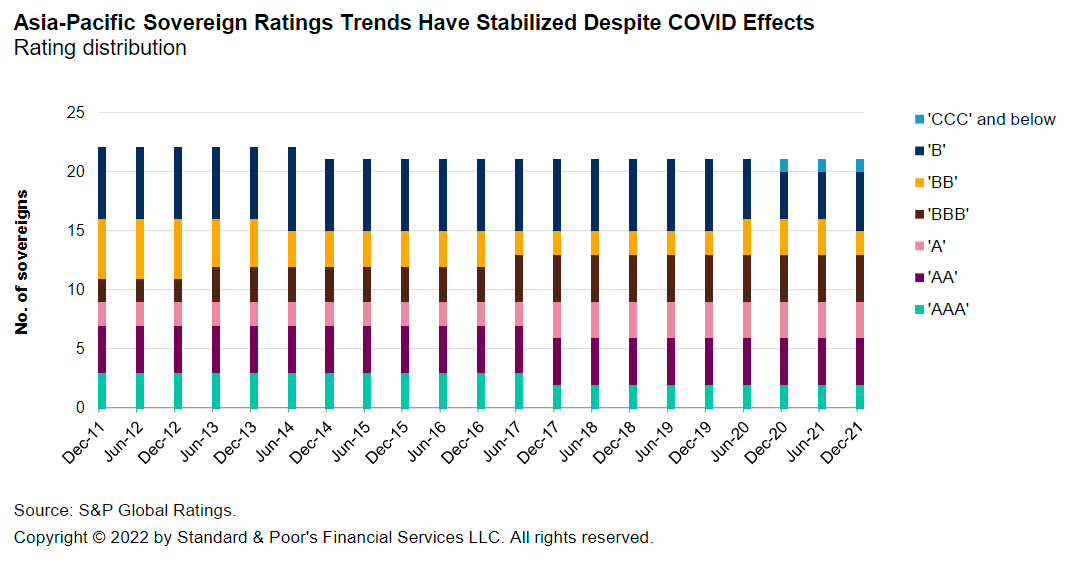 Asia-Pacific Sovereign Ratings Trends Have Stabilized Despite COVID Effects
Rating distribution
No. of sovereigns
25
20
15
10
5
0
Dec-11
Jun-12
Dec-12
Jun-13
Dec-13
Jun-14
Dec-14
Jun-15
Dec-15
Jun-16
Dec-16
Jun-17
Dec-17
Jun-18
Dec-18
Jun-19
Dec-19
Jun-20
Dec-20
Jun-21
Dec-21
'CCC' and below
'B'
'BB'
'BBB'
'A'
'AA'
'AAA'
Source: S&P Global Ratings.
Copyright © 2022 by Standard & Poor's Financial Services LLC. All rights reserved.